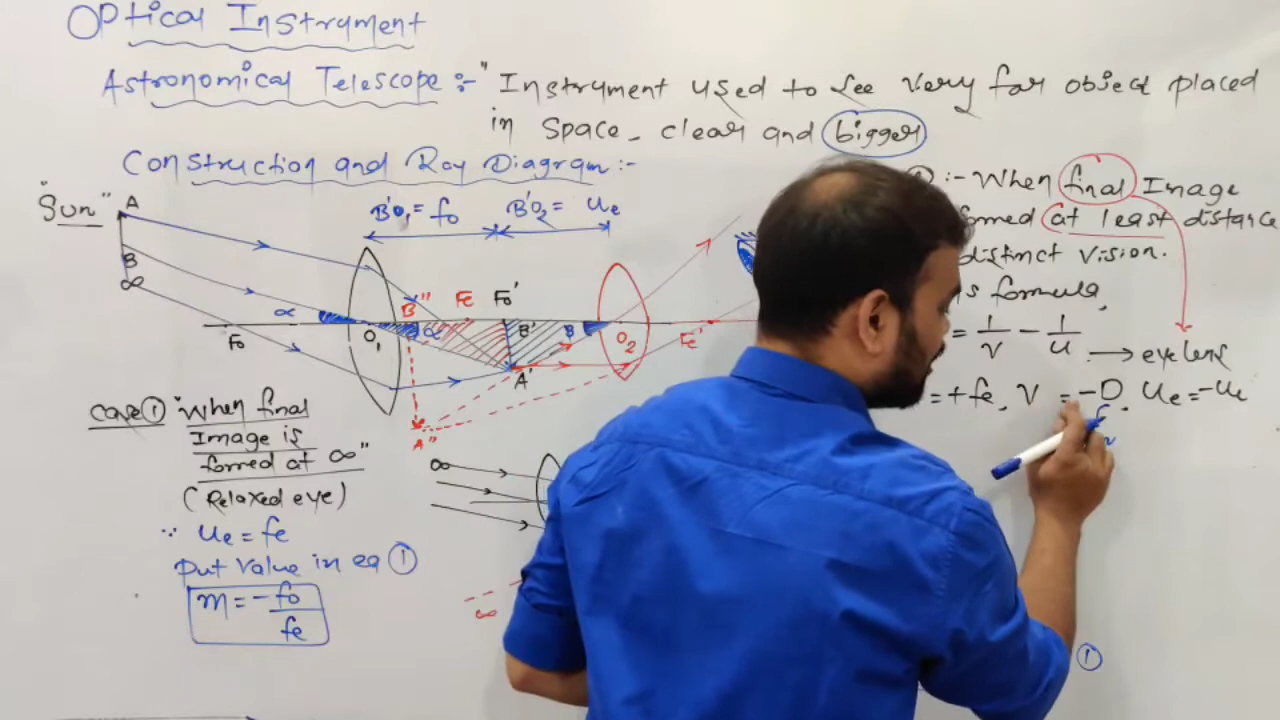 Optical Instrument
Astronomical Telescope :- "Instrument used to see very far object placed
in space, clear and bigger
Construction and Ray Diagram:-
"Sun"
A
B
∞
B'O₁ = fo
B'O₂ = ue
α
Fo
O₁
B"
α
Fe
Fo'
B'
A'
β
O₂
Fe'
A"
Case ① "When final
Image is
formed at ∞"
(Relaxed eye)
∵ ue = fe
Put value in eq ①
m = -fo/fe
∞
∞
:- When final Image
formed at least distance
distinct vision.
formula,
= 1/v - 1/u → eye lens
= +fe, v = -D, ue = -ue
①